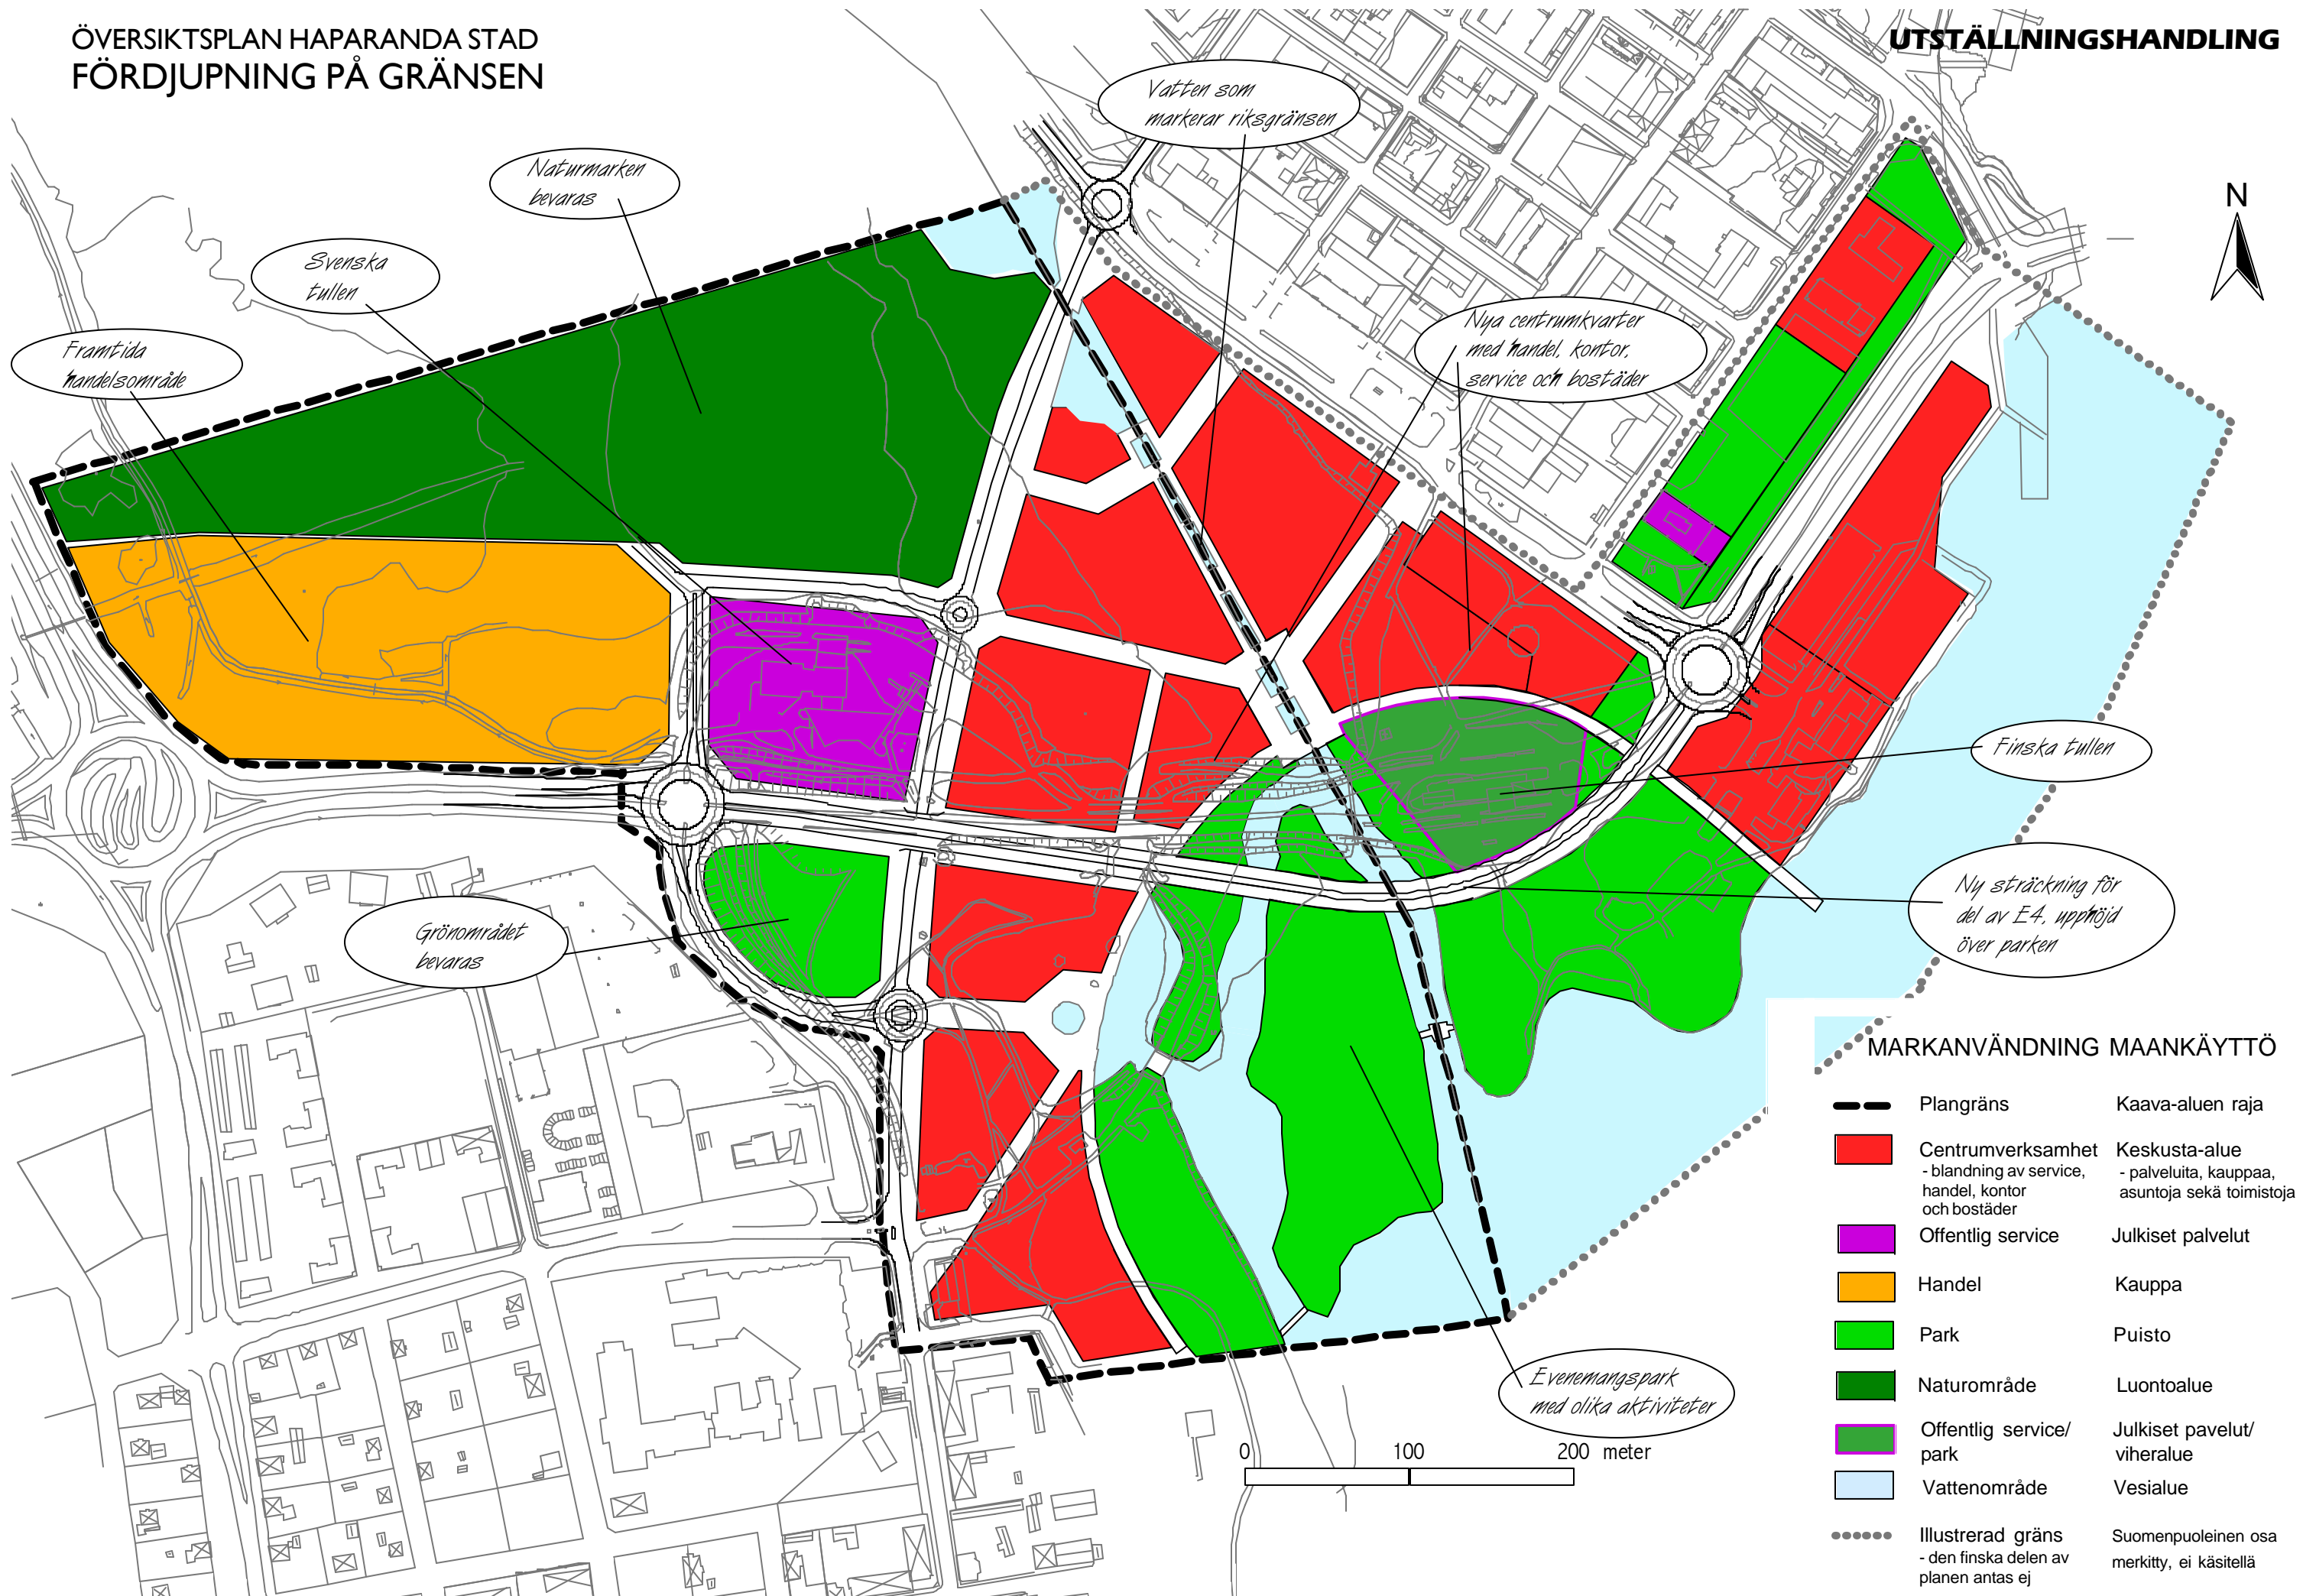 ÖVERSIKTSPLAN HAPARANDA STAD
FÖRDJUPNING PÅ GRÄNSEN
UTSTÄLLNINGSHANDLING
Vatten som
markerar riksgränsen
Naturmarken
bevaras
N
Svenska
tullen
Framtida
handelsområde
Nya centrumkvarter
med handel, kontor,
service och bostäder
Finska tullen
Ny sträckning för
del av E4, upphöjd
över parken
Grönområdet
bevaras
Evenemangspark
med olika aktiviteter
0 100 200 meter
MARKANVÄNDNING MAANKÄYTTÖ
Plangräns Kaava-aluen raja
Centrumverksamhet Keskusta-alue
- blandning av service, - palveluita, kauppaa,
handel, kontor asuntoja sekä toimistoja
och bostäder
Offentlig service Julkiset palvelut
Handel Kauppa
Park Puisto
Naturområde Luontoalue
Offentlig service/ Julkiset pavelut/
park viheralue
Vattenområde Vesialue
Illustrerad gräns Suomenpuoleinen osa
- den finska delen av merkitty, ei käsitellä
planen antas ej